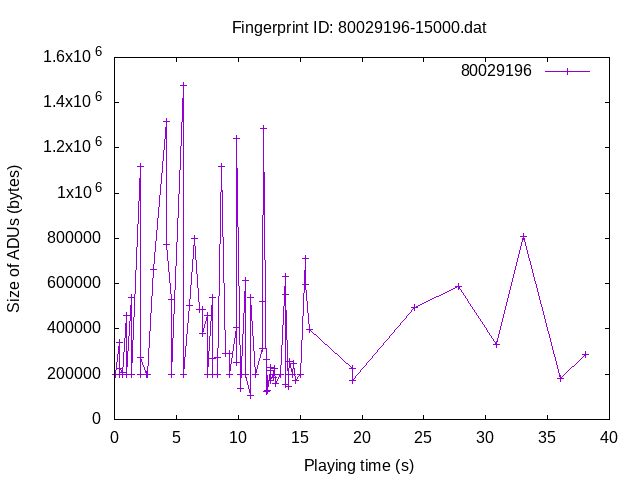 Fingerprint ID: 80029196-15000.dat
80029196
Size of ADUs (bytes)
1.6x10^6
1.4x10^6
1.2x10^6
1x10^6
800000
600000
400000
200000
0
0 5 10 15 20 25 30 35 40
Playing time (s)